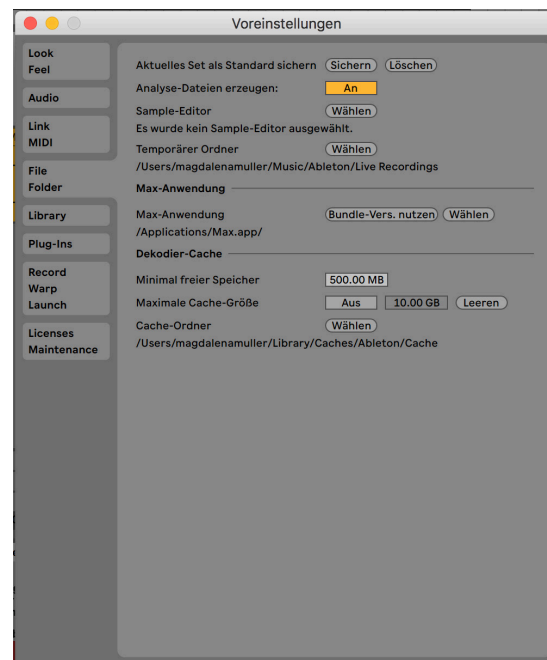 Voreinstellungen
Look
Feel
Audio
Link
MIDI
File
Folder
Library
Plug-Ins
Record
Warp
Launch
Licenses
Maintenance
Aktuelles Set als Standard sichern Sichern Löschen
Analyse-Dateien erzeugen: An
Sample-Editor Wählen
Es wurde kein Sample-Editor ausgewählt.
Temporärer Ordner Wählen
/Users/magdalenamuller/Music/Ableton/Live Recordings
Max-Anwendung
Max-Anwendung Bundle-Vers. nutzen Wählen
/Applications/Max.app/
Dekodier-Cache
Minimal freier Speicher 500.00 MB
Maximale Cache-Größe Aus 10.00 GB Leeren
Cache-Ordner Wählen
/Users/magdalenamuller/Library/Caches/Ableton/Cache